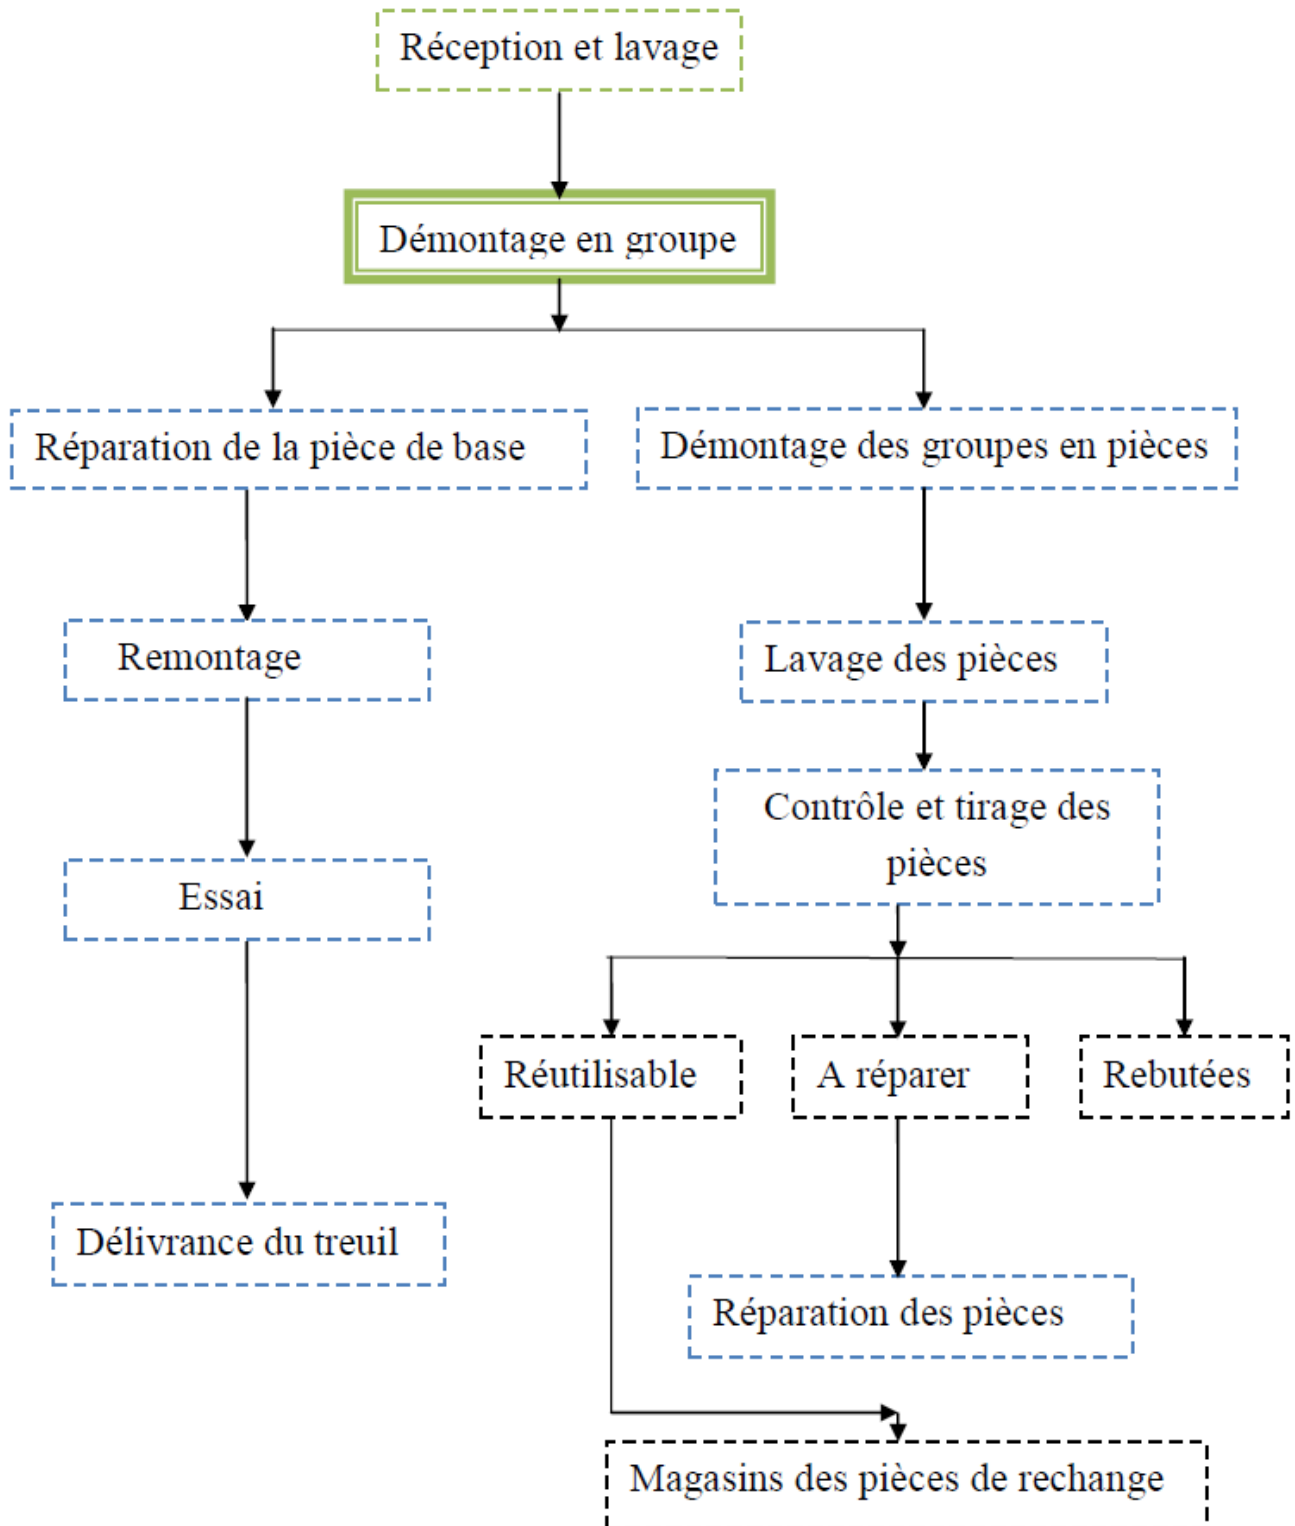 Réception et lavage
Démontage en groupe
Réparation de la pièce de base
Démontage des groupes en pièces
Remontage
Lavage des pièces
Contrôle et tirage des
pièces
Essai
Réutilisable
A réparer
Rebutées
Délivrance du treuil
Réparation des pièces
Magasins des pièces de rechange